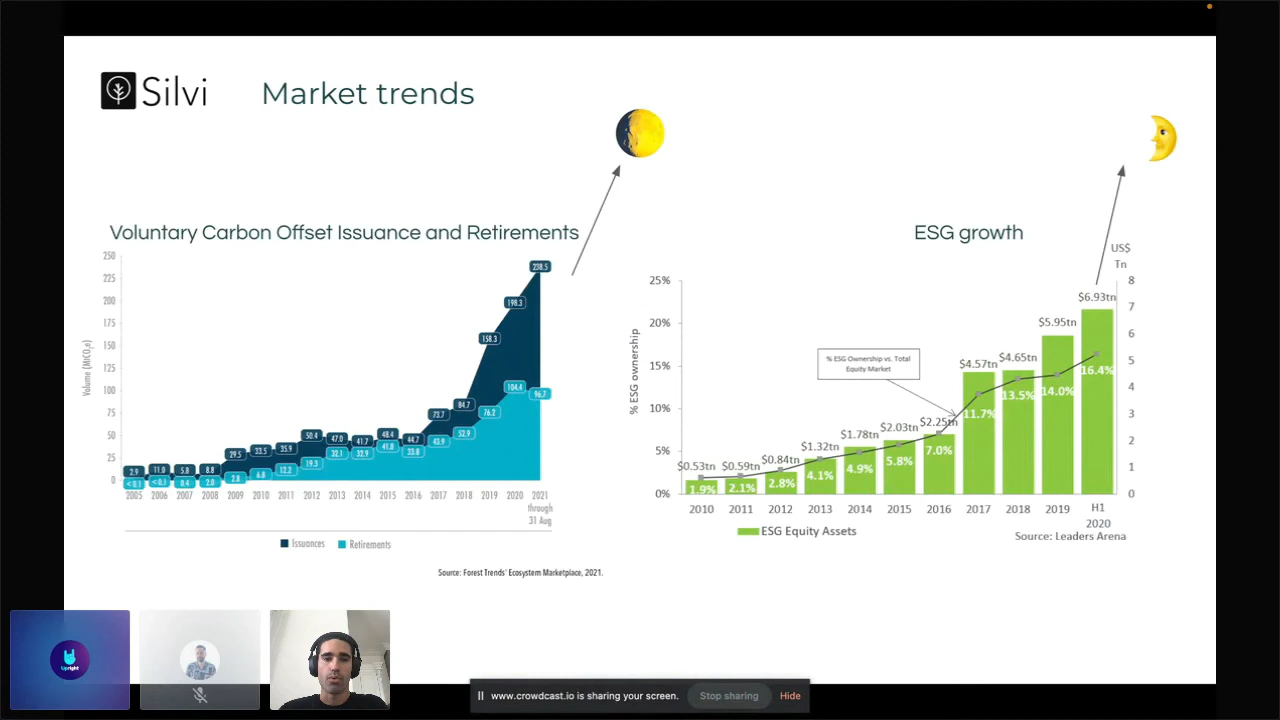 Silvi
Market trends
Voluntary Carbon Offset Issuance and Retirements
250
225
200
175
150
125
100
75
50
25
0
Volume (MtCO₂e)
2.9
11.0
5.8
8.8
29.5
33.5
35.9
50.4
47.0
41.7
48.4
44.7
73.7
84.7
158.3
198.3
238.5
<0.1
<0.1
0.4
2.0
2.8
6.8
12.2
19.3
32.1
32.9
41.8
33.8
43.9
52.9
76.2
104.4
96.7
2005 2006 2007 2008 2009 2010 2011 2012 2013 2014 2015 2016 2017 2018 2019 2020 2021
through
31 Aug
Issuances Retirements
Source: Forest Trends' Ecosystem Marketplace, 2021.
ESG growth
US$
Tn
25%
20%
15%
10%
5%
0%
% ESG ownership
8
7
6
5
4
3
2
1
0
% ESG Ownership vs. Total
Equity Market
$0.53tn
$0.59tn
$0.84tn
$1.32tn
$1.78tn
$2.03tn
$2.25tn
$4.57tn
$4.65tn
$5.95tn
$6.93tn
1.9%
2.1%
2.8%
4.1%
4.9%
5.8%
7.0%
11.7%
13.5%
14.0%
16.4%
2010 2011 2012 2013 2014 2015 2016 2017 2018 2019 H1
2020
ESG Equity Assets
Source: Leaders Arena
Upright
www.crowdcast.io is sharing your screen.
Stop sharing
Hide